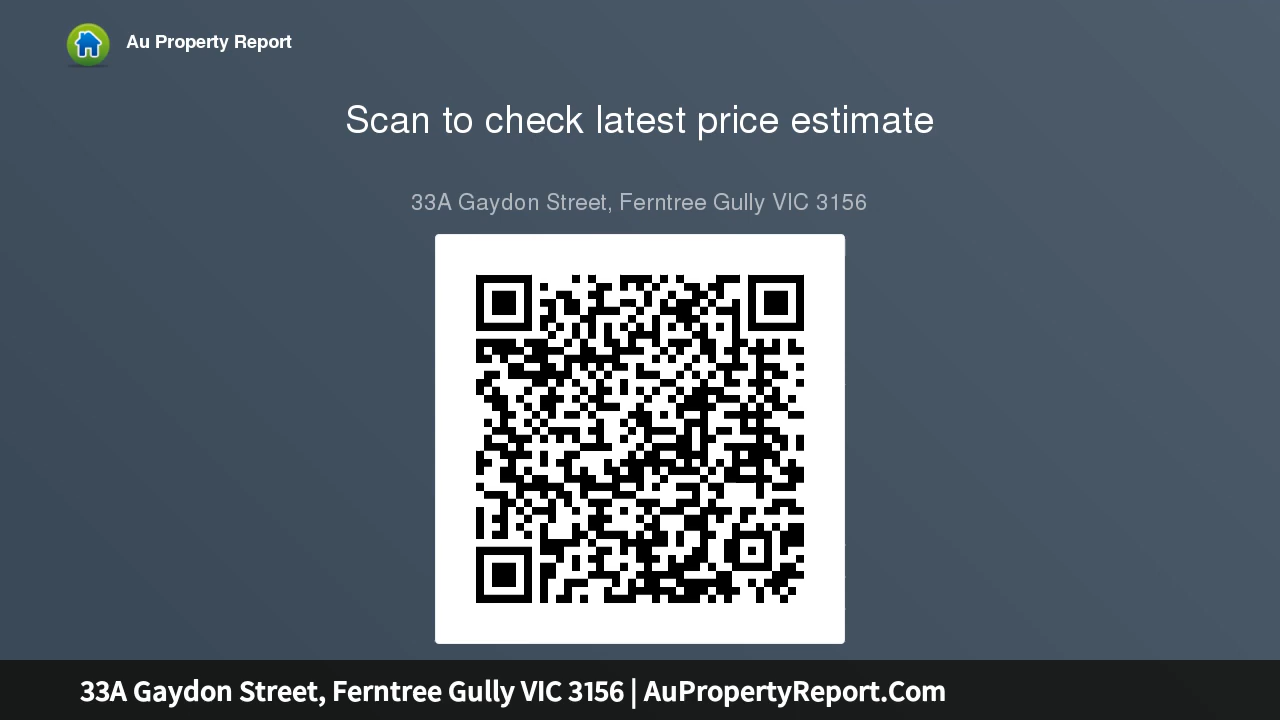 Au Property Report
Scan to check latest price estimate
33A Gaydon Street, Ferntree Gully VIC 3156
33A Gaydon Street, Ferntree Gully VIC 3156 | AuPropertyReport.Com